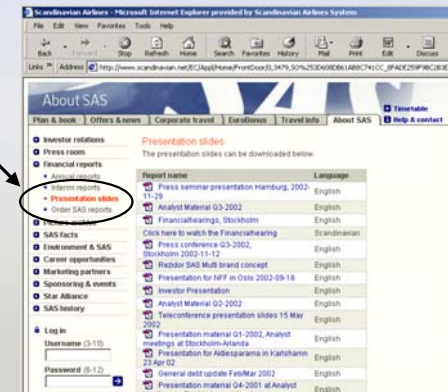 Scandinavian Airlines - Microsoft Internet Explorer provided by Scandinavian Airlines System
File Edit View Favorites Tools Help
Back Forward Stop Refresh Home Search Favorites History Mail Print Edit Discuss
Links » Address
About SAS
Timetable
Help & contact
Plan & book Offers & news Corporate travel EuroBonus Travel info About SAS
Investor relations
Press room
Financial reports
Annual reports
Interim reports
Presentation slides
Order SAS reports
Picture archive
SAS facts
Environment & SAS
Career opportunities
Marketing partners
Sponsoring & events
Star Alliance
SAS history
Log in
Username (3-10)
Password (6-12)
Presentation slides
The presentation slides can be downloaded below.
Report name Language
Press seminar presentation Hamburg, 2002-
11-29 English
Analyst Material Q3-2002 English
Financialhearings, Stockholm English
Click here to watch the Financialhearing Scandinavian
Press conference Q3-2002,
Stockholm 2002-11-12 English
Rezidor SAS Multi brand concept English
Presentation for NFF in Oslo 2002-09-18 English
Investor Presentation English
Analyst Material Q2-2002 English
Teleconference presentation slides 15 May
2002 English
Presentation material Q1-2002, Analyst
meetings at Stockholm-Arlanda English
Presentation for Aktiesparama in Karlshamn
23 Apr 02 English
General debt update Feb/Mar 2002 English
Presentation material Q4-2001 at Analyst
English